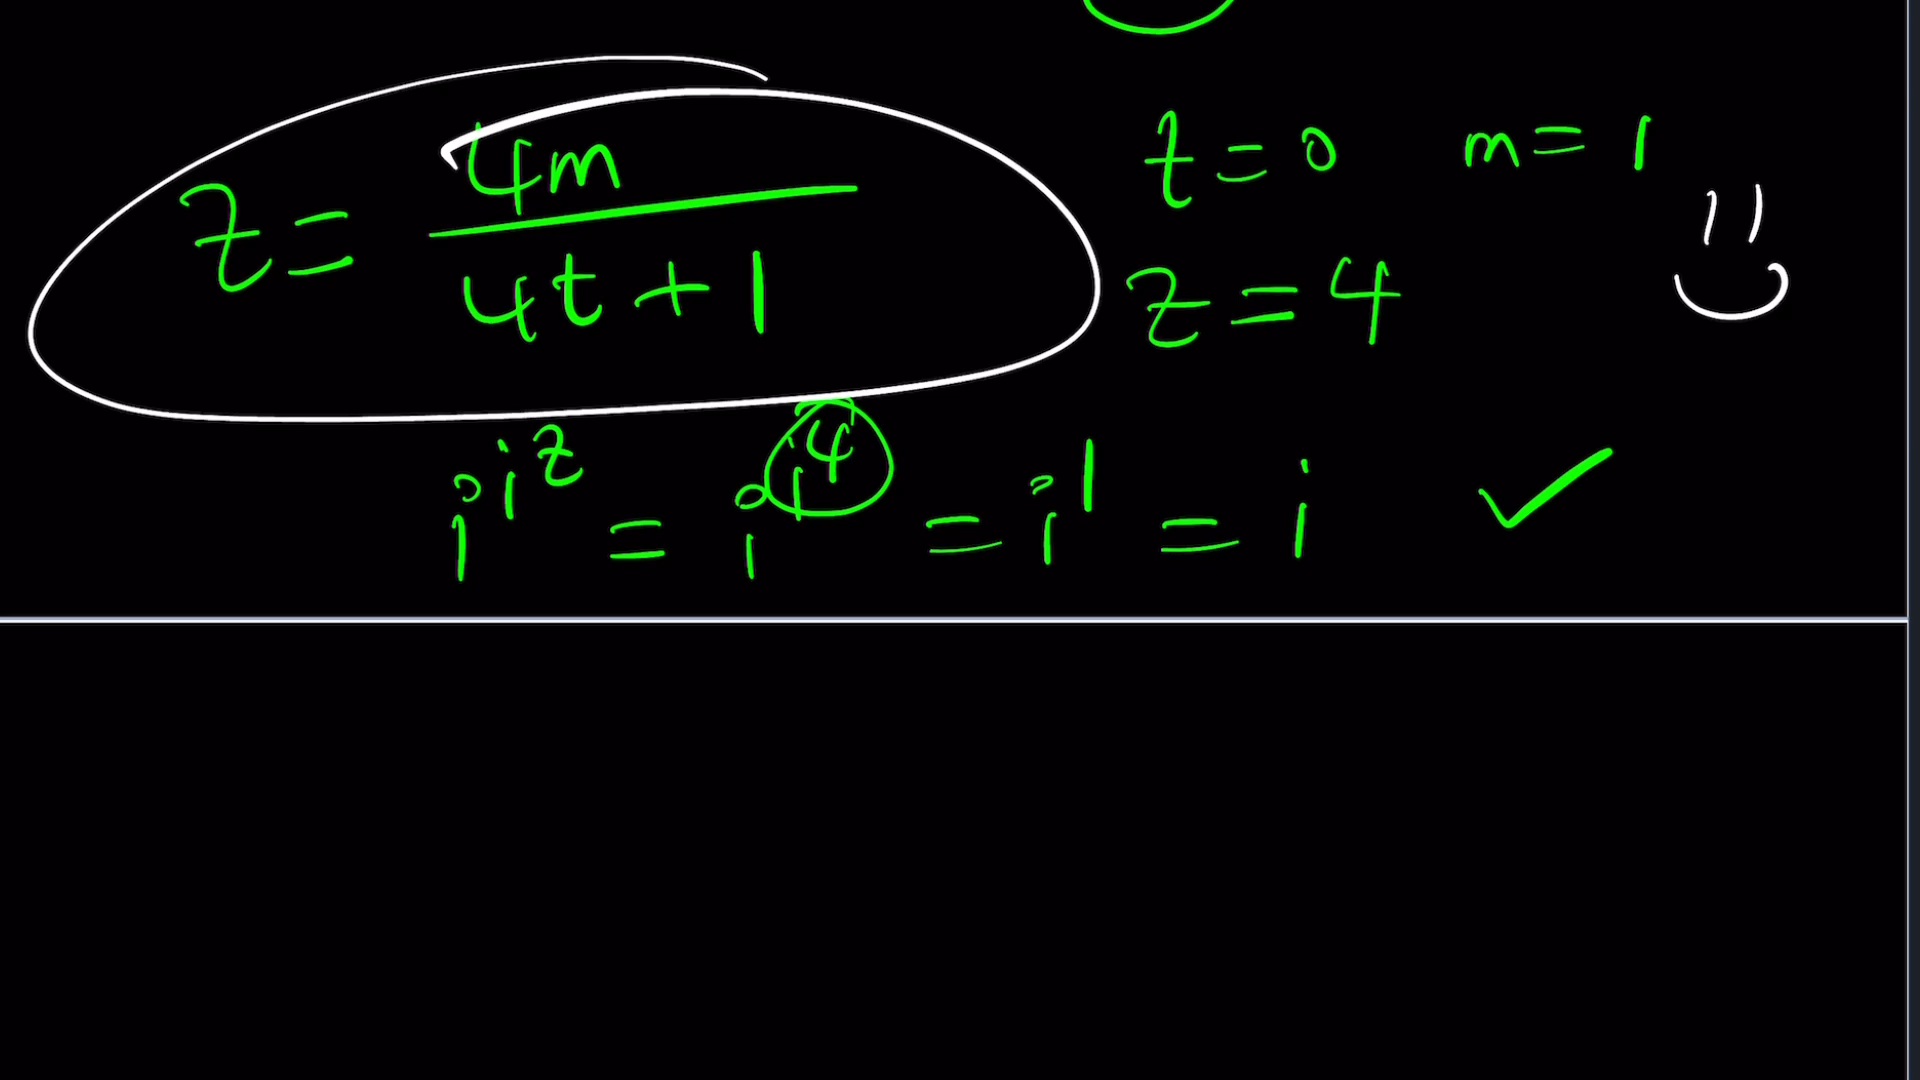 z = 4m / 4t + 1
t = 0 m = 1
z = 4
i^i^z = i^i^4 = i^1 = i ✓